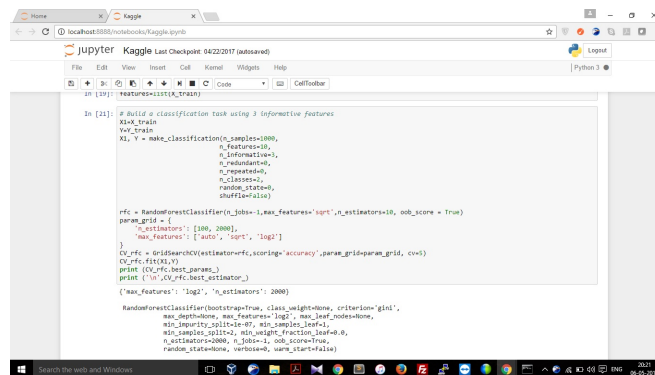 Home
Kaggle
localhost:8888/notebooks/Kaggle.ipynb
jupyter Kaggle Last Checkpoint: 04/22/2017 (autosaved)
Logout
File Edit View Insert Cell Kernel Widgets Help
Python 3
Code
CellToolbar
In [19]: features=list(X_train)
In [21]: # Build a classification task using 3 informative features
X1=X_train
Y=Y_train
X1, Y = make_classification(n_samples=1000,
n_features=10,
n_informative=3,
n_redundant=0,
n_repeated=0,
n_classes=2,
random_state=0,
shuffle=False)
rfc = RandomForestClassifier(n_jobs=-1,max_features='sqrt',n_estimators=10, oob_score = True)
param_grid = {
'n_estimators': [100, 2000],
'max_features': ['auto', 'sqrt', 'log2']
}
CV_rfc = GridSearchCV(estimator=rfc,scoring='accuracy',param_grid=param_grid, cv=5)
CV_rfc.fit(X1,Y)
print (CV_rfc.best_params_)
print ('\n',CV_rfc.best_estimator_)
{'max_features': 'log2', 'n_estimators': 2000}
RandomForestClassifier(bootstrap=True, class_weight=None, criterion='gini',
max_depth=None, max_features='log2', max_leaf_nodes=None,
min_impurity_split=1e-07, min_samples_leaf=1,
min_samples_split=2, min_weight_fraction_leaf=0.0,
n_estimators=2000, n_jobs=-1, oob_score=True,
random_state=None, verbose=0, warm_start=False)
Search the web and Windows
ENG
20:21